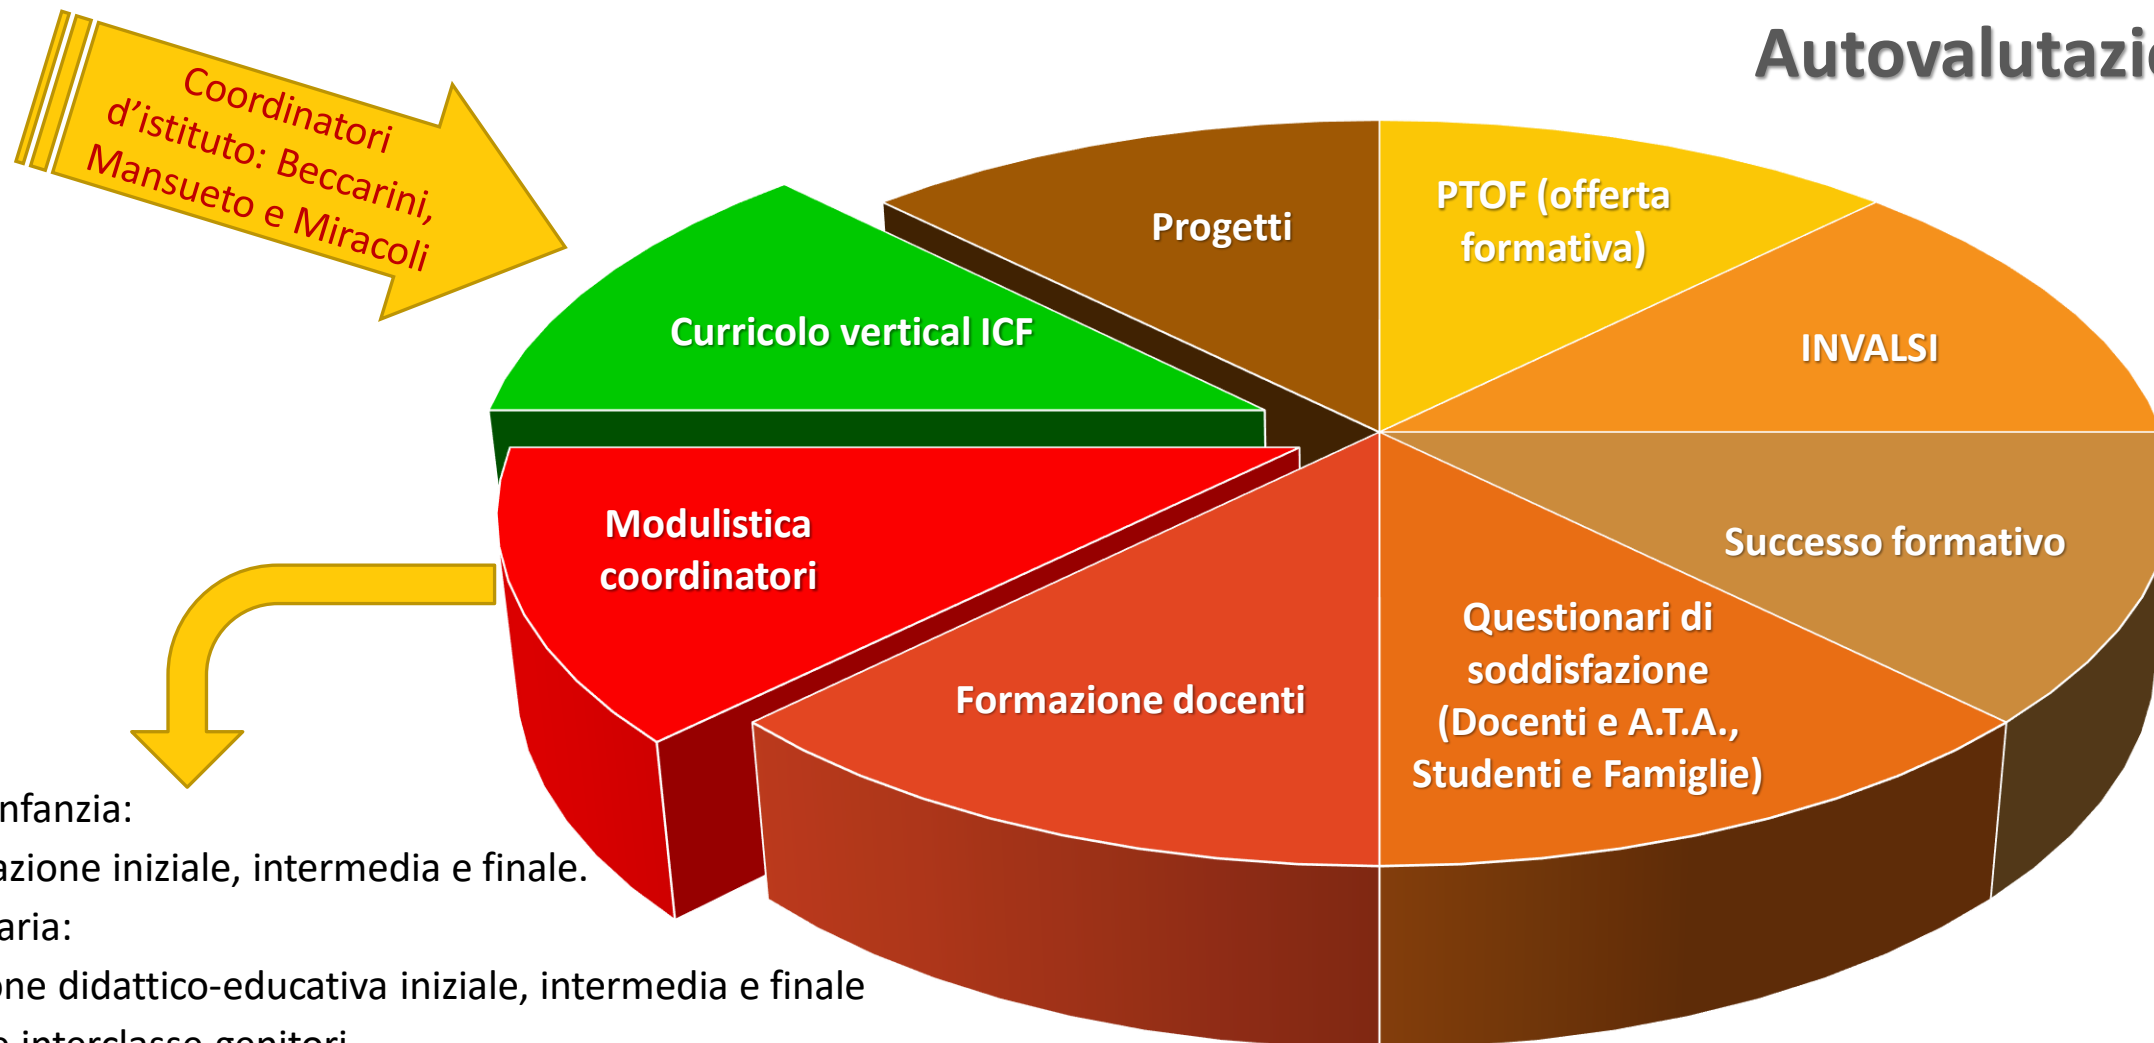 Autovalutazi
Coordinatori
d’istituto: Beccarini,
Mansueto e Miracoli
Progetti
PTOF (offerta
formativa)
Curricolo vertical ICF
INVALSI
Modulistica
coordinatori
Successo formativo
Formazione docenti
Questionari di
soddisfazione
(Docenti e A.T.A.,
Studenti e Famiglie)
nfanzia:
azione iniziale, intermedia e finale.
aria:
one didattico-educativa iniziale, intermedia e finale
interclasse genitori